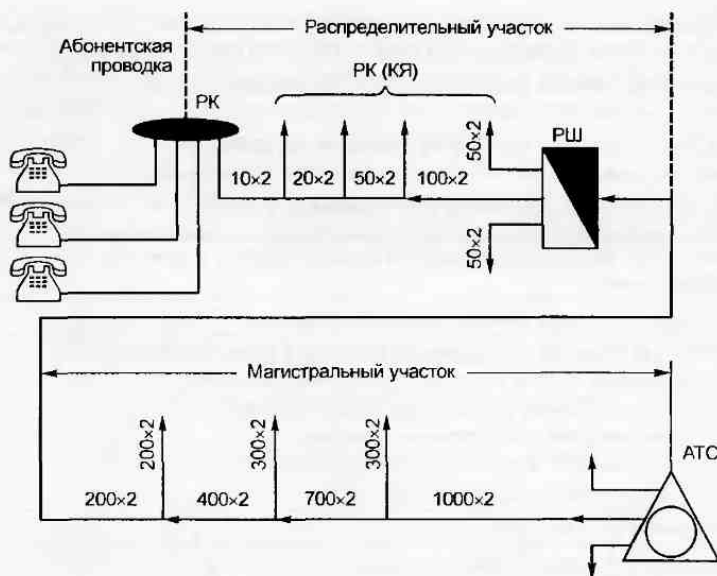 Распределительный участок
Абонентская
проводка
РК (КЯ)
РК
РШ
50×2
10×2 20×2 50×2 100×2
50×2
Магистральный участок
200×2
300×2
300×2
АТС
200×2 400×2 700×2 1000×2